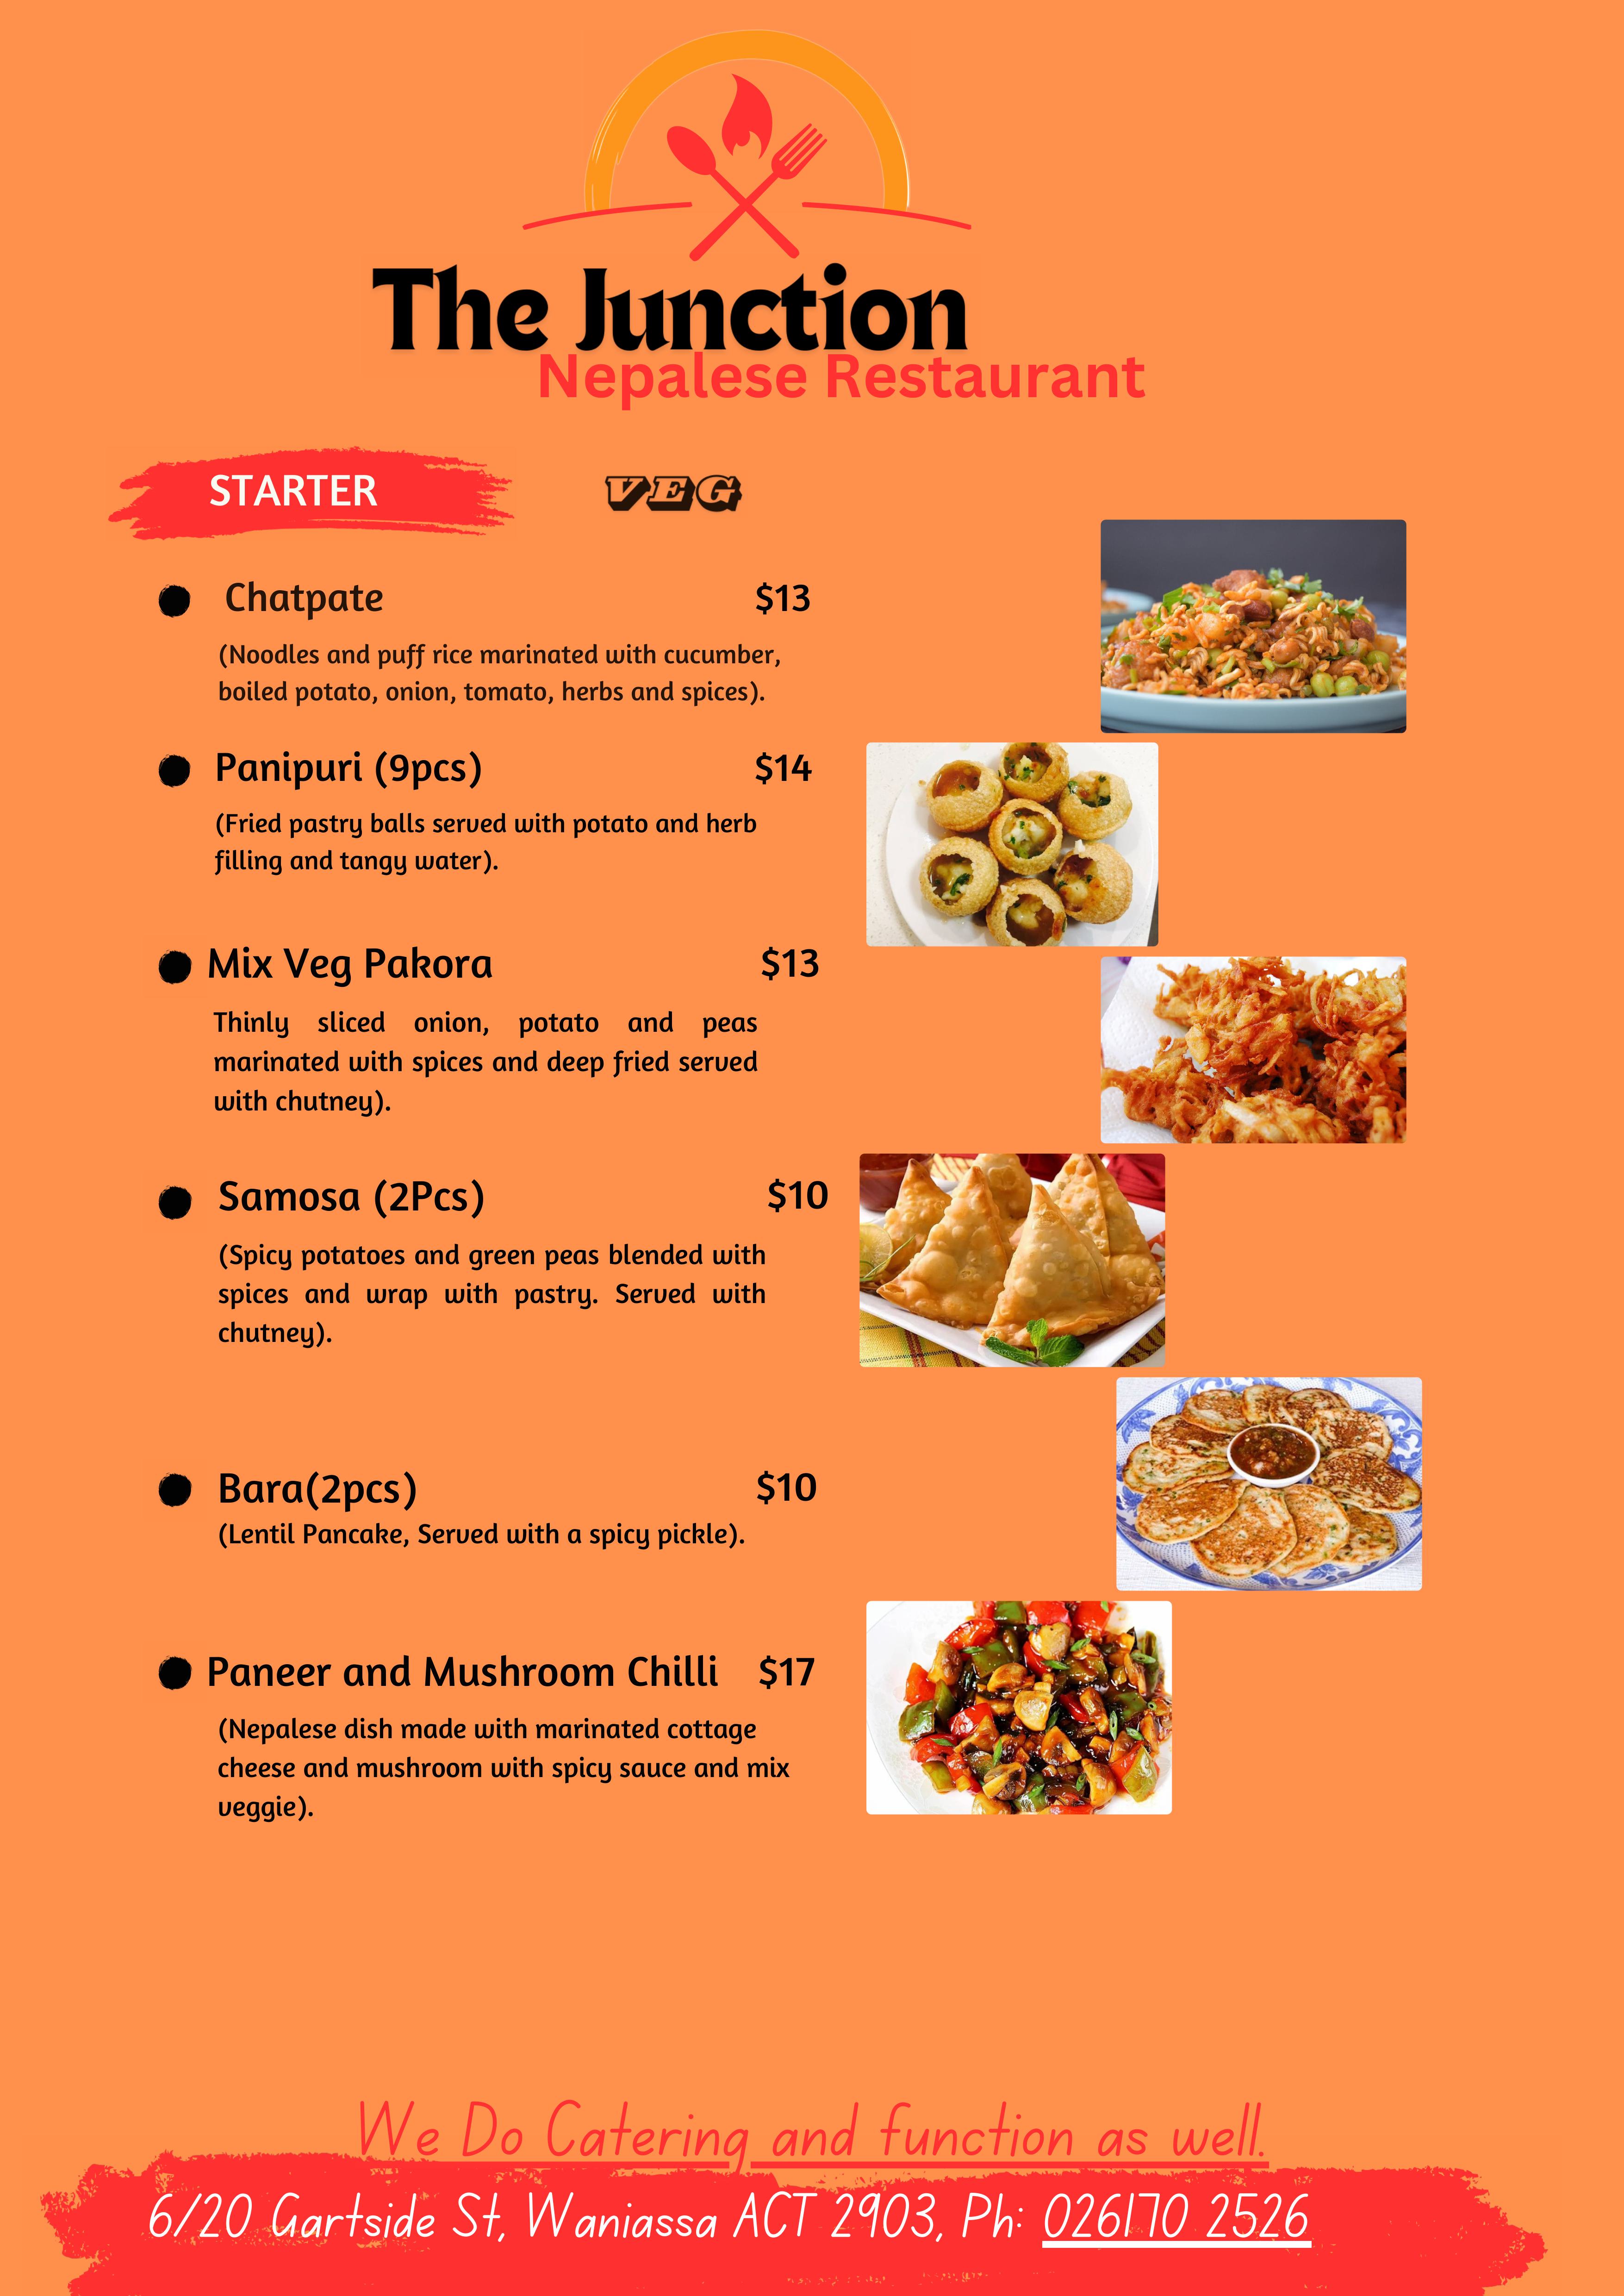 The Junction
Nepalese Restaurant
STARTER
VEG
Chatpate $13
(Noodles and puff rice marinated with cucumber,
boiled potato, onion, tomato, herbs and spices).
Panipuri (9pcs) $14
(Fried pastry balls served with potato and herb
filling and tangy water).
Mix Veg Pakora $13
Thinly sliced onion, potato and peas
marinated with spices and deep fried served
with chutney).
Samosa (2Pcs) $10
(Spicy potatoes and green peas blended with
spices and wrap with pastry. Served with
chutney).
Bara(2pcs) $10
(Lentil Pancake, Served with a spicy pickle).
Paneer and Mushroom Chilli $17
(Nepalese dish made with marinated cottage
cheese and mushroom with spicy sauce and mix
veggie).
We Do Catering and function as well.
6/20 Gartside St, Waniassa ACT 2903, Ph: 026170 2526